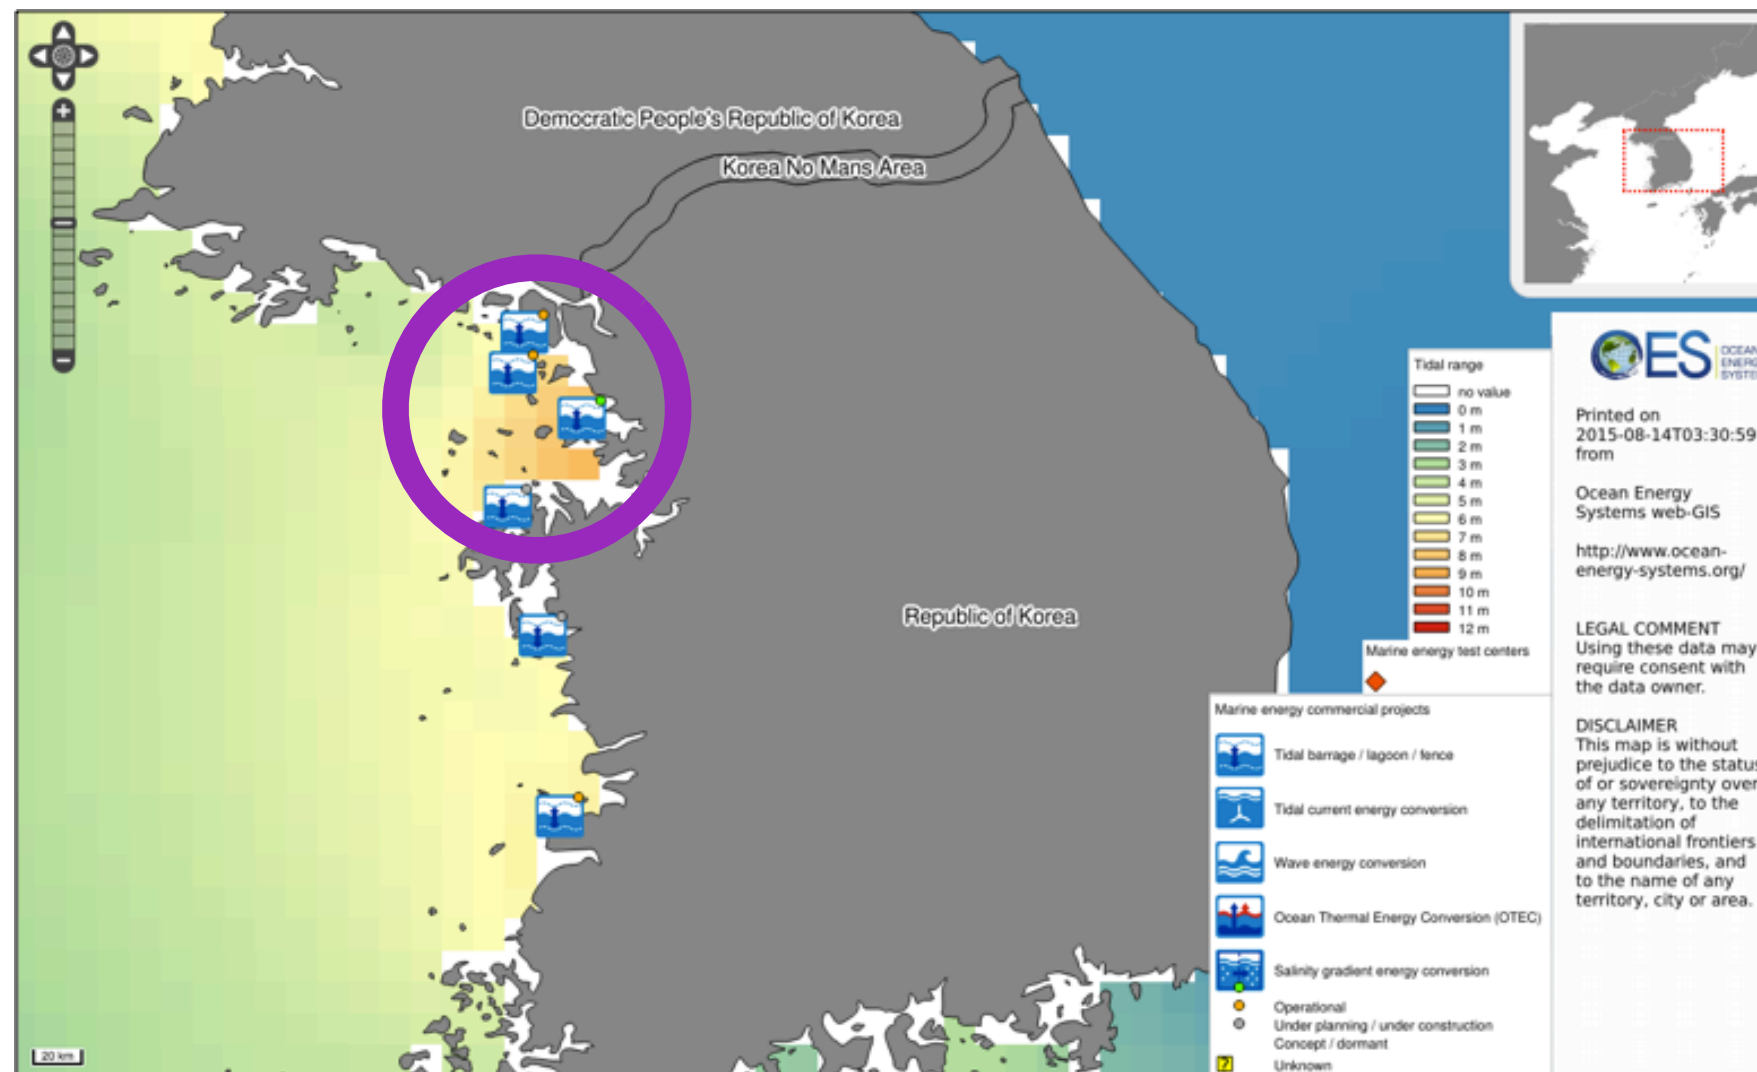 Democratic People's Republic of Korea
Korea No Mans Area
Republic of Korea
20 km
Tidal range
no value
0 m
1 m
2 m
3 m
4 m
5 m
6 m
7 m
8 m
9 m
10 m
11 m
12 m
Marine energy test centers
Marine energy commercial projects
Tidal barrage / lagoon / fence
Tidal current energy conversion
Wave energy conversion
Ocean Thermal Energy Conversion (OTEC)
Salinity gradient energy conversion
Operational
Under planning / under construction
Concept / dormant
? Unknown
OES
OCEAN
Printed on
2015-08-14T03:30:59
from
Ocean Energy
Systems web-GIS
http://www.ocean-
energy-systems.org/
LEGAL COMMENT
Using these data may
require consent with
the data owner.
DISCLAIMER
This map is without
prejudice to the status
of or sovereignty over
any territory, to the
delimitation of
international frontiers
and boundaries, and
to the name of any
territory, city or area.